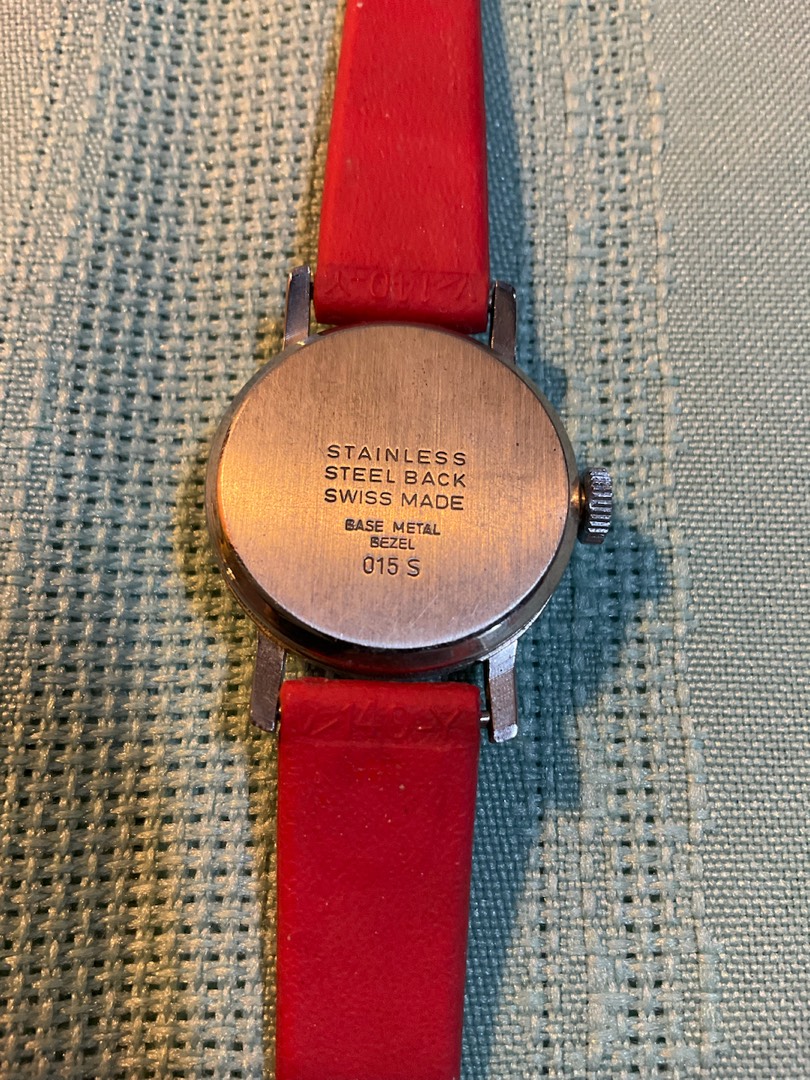 STAINLESS
STEEL BACK
SWISS MADE
BASE METAL
BEZEL
015 S